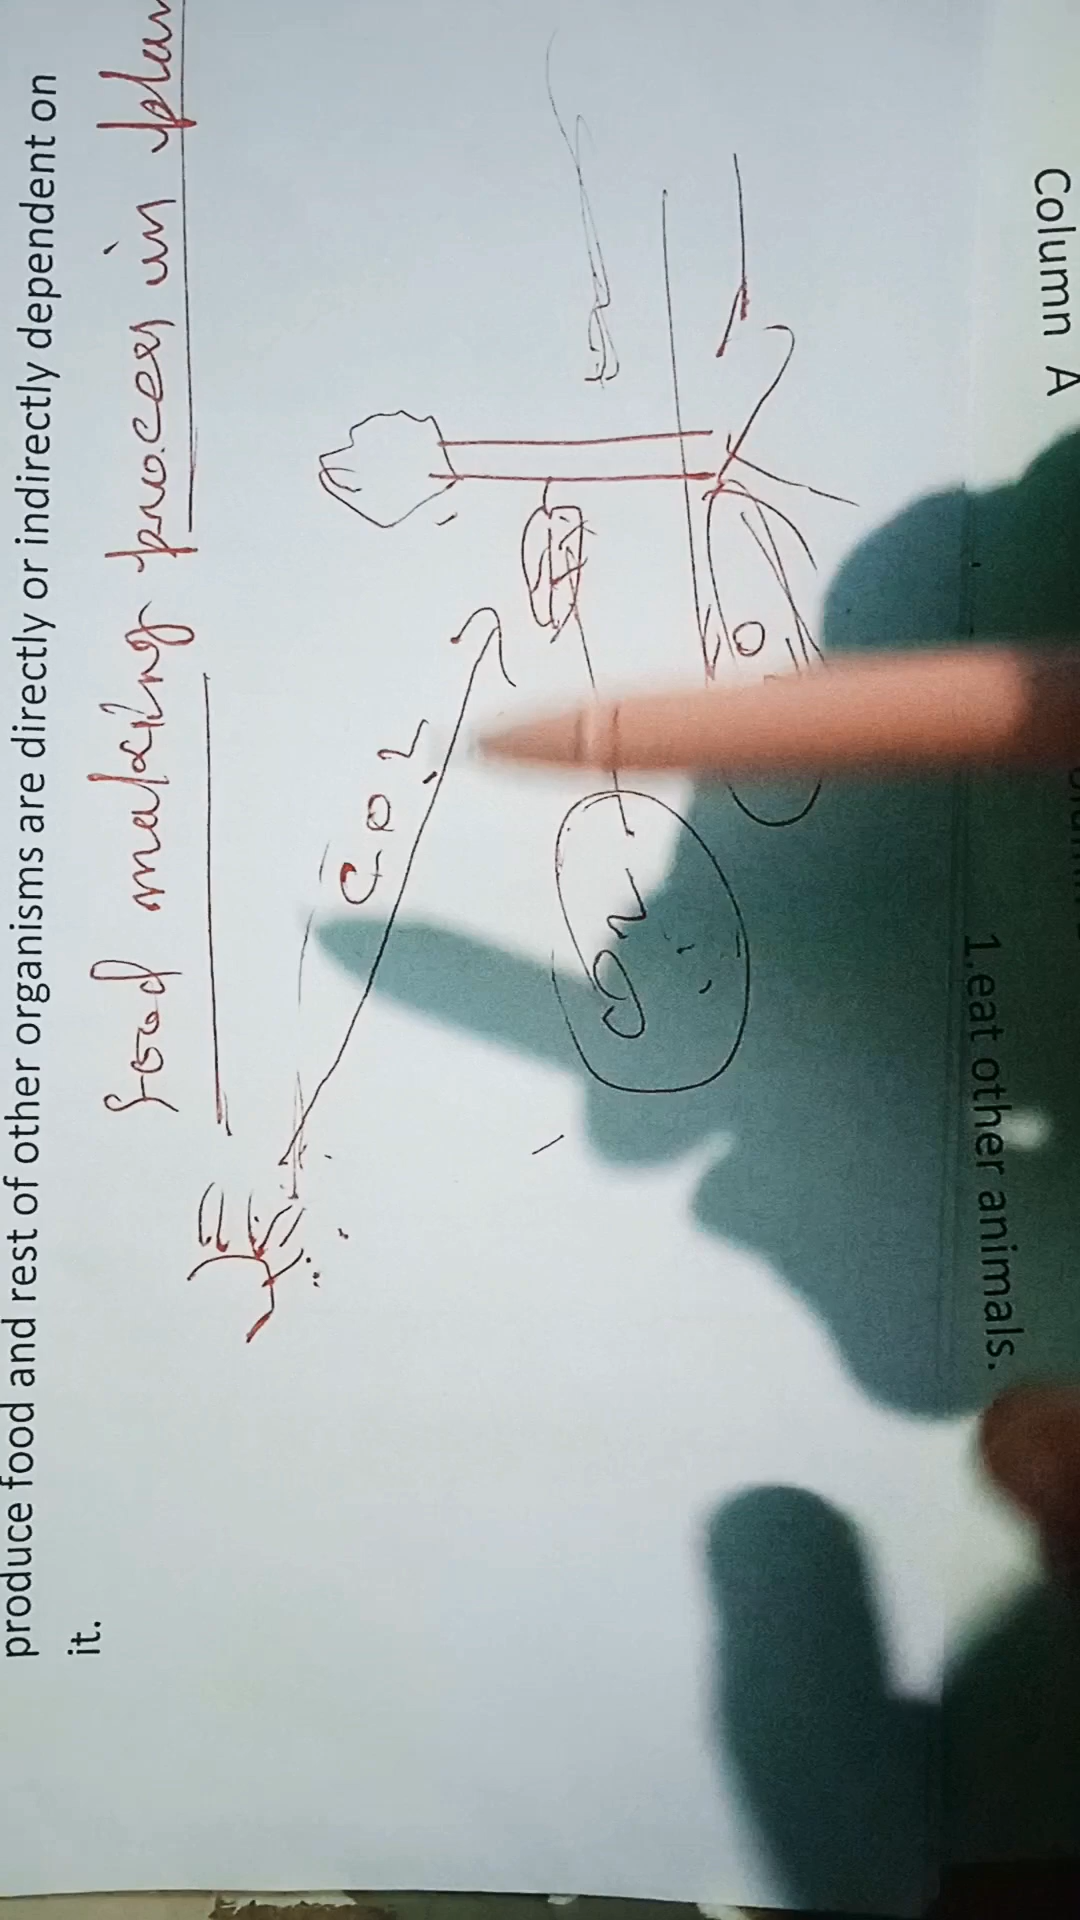 produce food and rest of other organisms are directly or indirectly dependent on
it.
food making process in
CO2
O2
O
Column A
1.eat other animals.